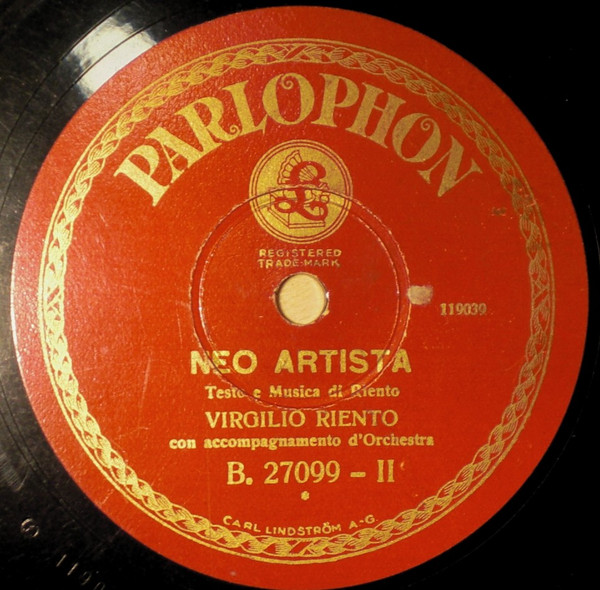 PARLOPHON
£
REGISTERED
TRADE-MARK
119039
NEO ARTISTA
Testo e Musica di Riento
VIRGILIO RIENTO
con accompagnamento d'Orchestra
B. 27099 - II
*
CARL LINDSTRÖM A-G.